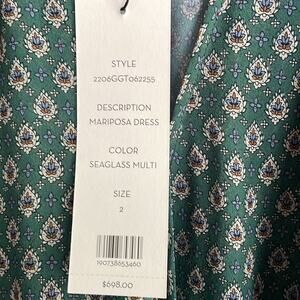 STYLE
2206GGT062255
DESCRIPTION
MARIPOSA DRESS
COLOR
SEAGLASS MULTI
SIZE
2
190738653460
$698.00